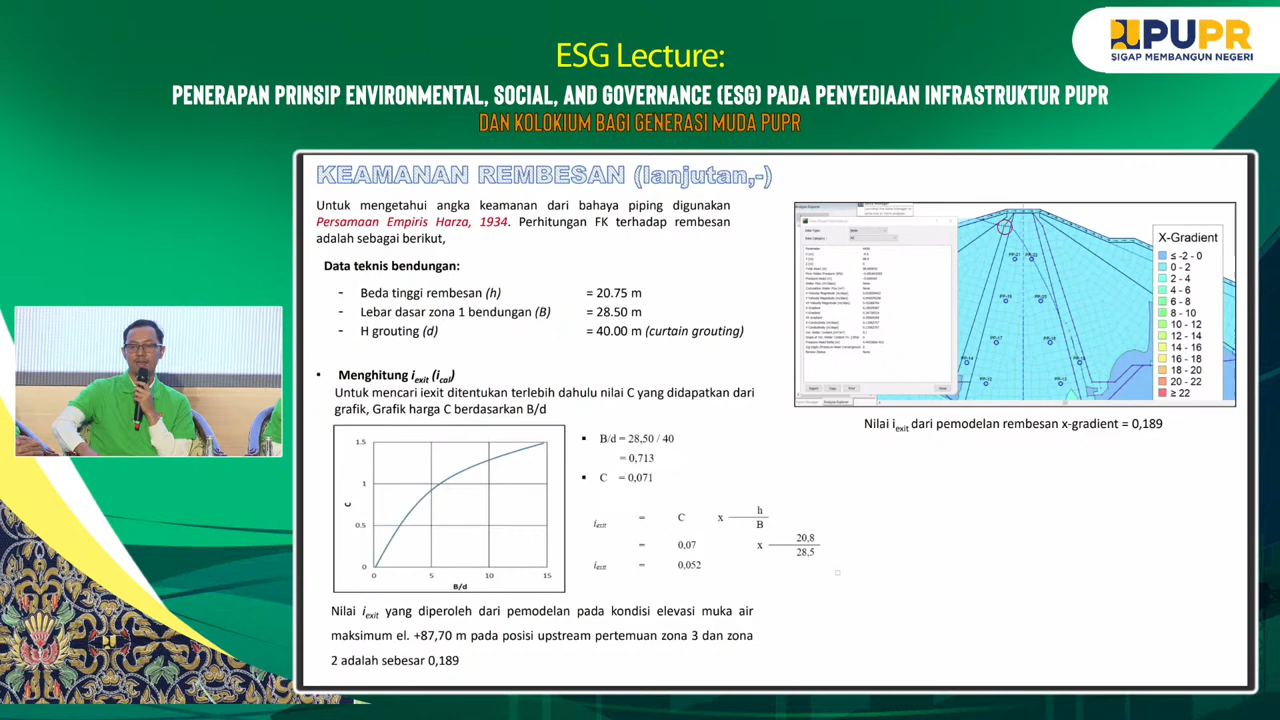 ESG Lecture:
PENERAPAN PRINSIP ENVIRONMENTAL, SOCIAL, AND GOVERNANCE (ESG) PADA PENYEDIAAN INFRASTRUKTUR PUPR
DAN KOLOKIUM BAGI GENERASI MUDA PUPR
PUPR
SIGAP MEMBANGUN NEGERI
KEAMANAN REMBESAN (lanjutan,-)
Untuk mengetahui angka keamanan dari bahaya piping digunakan
Persamaan Empiris Harza, 1934. Perhitungan FK terhadap rembesan
adalah sebagai berikut,
Data teknis bendungan:
- Tinggi rembesan (h) = 20.75 m
- Lebar dasar zona 1 bendungan (B) = 28.50 m
- H grouting (d) = 40.00 m (curtain grouting)
• Menghitung iexit (ical)
Untuk mencari iexit ditentukan terlebih dahulu nilai C yang didapatkan dari
grafik, Grafik harga C berdasarkan B/d
1.5
1
0.5
0
C
0 5 10 15
B/d
▪ B/d = 28,50 / 40
= 0,713
▪ C = 0,071
iexit = C x h
B
= 0,07 x 20,8
28,5
iexit = 0,052
Nilai iexit yang diperoleh dari pemodelan pada kondisi elevasi muka air
maksimum el. +87,70 m pada posisi upstream pertemuan zona 3 dan zona
2 adalah sebesar 0,189
X-Gradient
≤ -2 - 0
0 - 2
2 - 4
4 - 6
6 - 8
8 - 10
10 - 12
12 - 14
14 - 16
16 - 18
18 - 20
20 - 22
≥ 22
Nilai iexit dari pemodelan rembesan x-gradient = 0,189